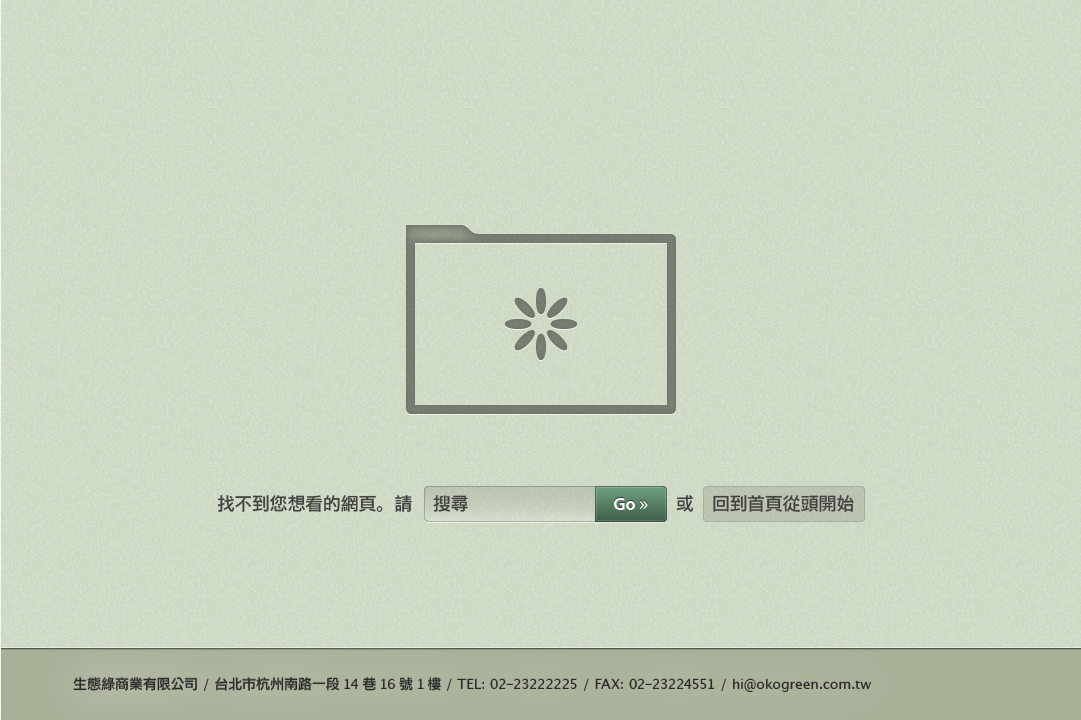 找不到您想看的網頁。請 搜尋 Go » 或 回到首頁從頭開始
生態綠商業有限公司 / 台北市杭州南路一段 14 巷 16 號 1 樓 / TEL: 02-23222225 / FAX: 02-23224551 / hi@okogreen.com.tw